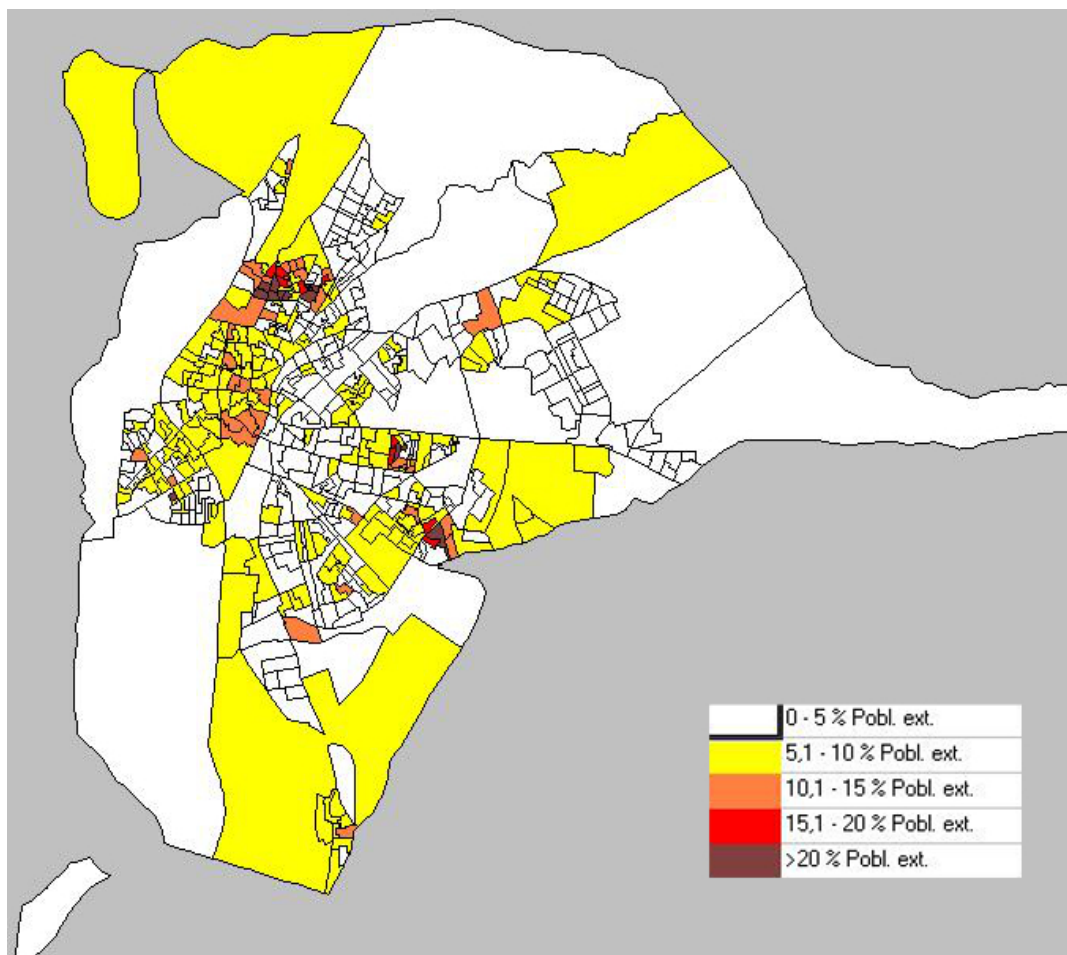 0 - 5 % Pobl. ext.
5,1 - 10 % Pobl. ext.
10,1 - 15 % Pobl. ext.
15,1 - 20 % Pobl. ext.
>20 % Pobl. ext.